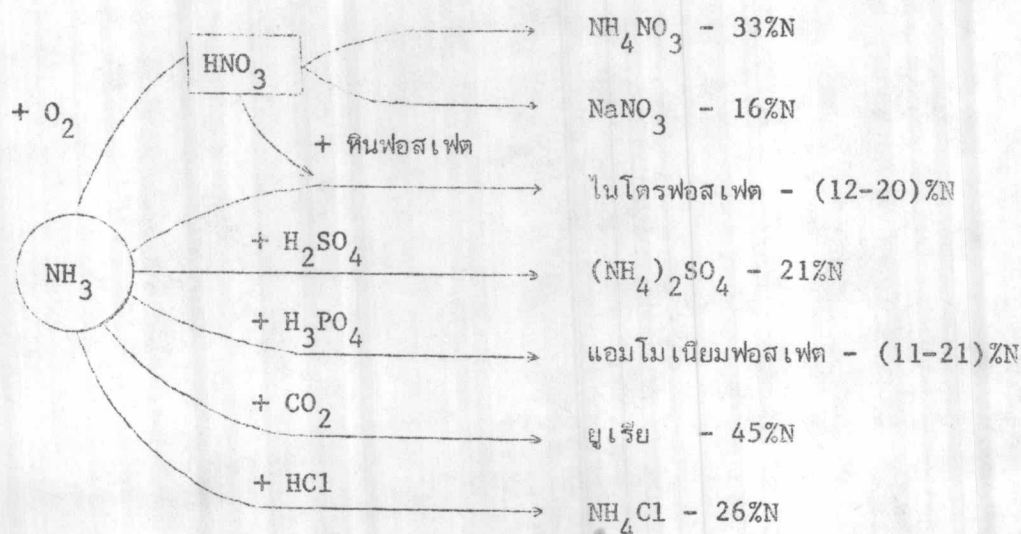 NH₄NO₃ - 33%N
HNO₃
+ O₂
NaNO₃ - 16%N
+ หินฟอสเฟต
ไนโตรฟอสเฟต - (12-20)%N
+ H₂SO₄
NH₃
(NH₄)₂SO₄ - 21%N
+ H₃PO₄
แอมโมเนียมฟอสเฟต - (11-21)%N
+ CO₂
ยูเรีย - 45%N
+ HCl
NH₄Cl - 26%N